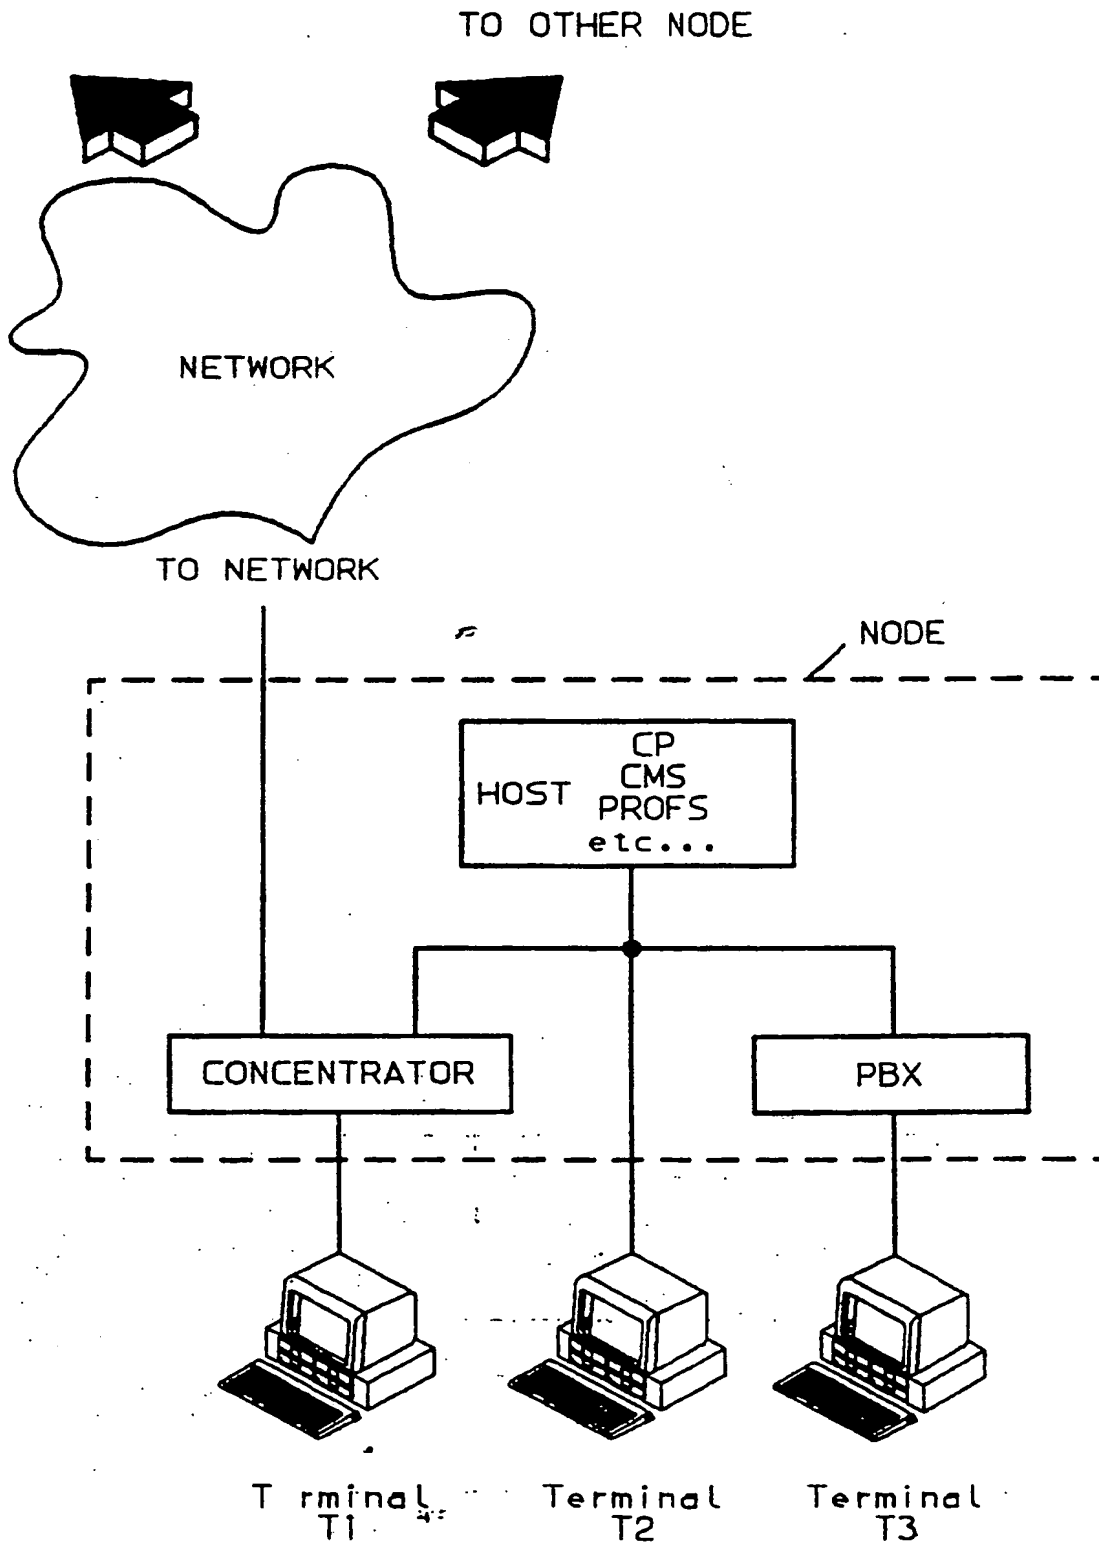 TO OTHER NODE
NETWORK
TO NETWORK
NODE
CP
CMS
HOST PROFS
etc...
CONCENTRATOR
PBX
T rminal
T1
Terminal
T2
Terminal
T3